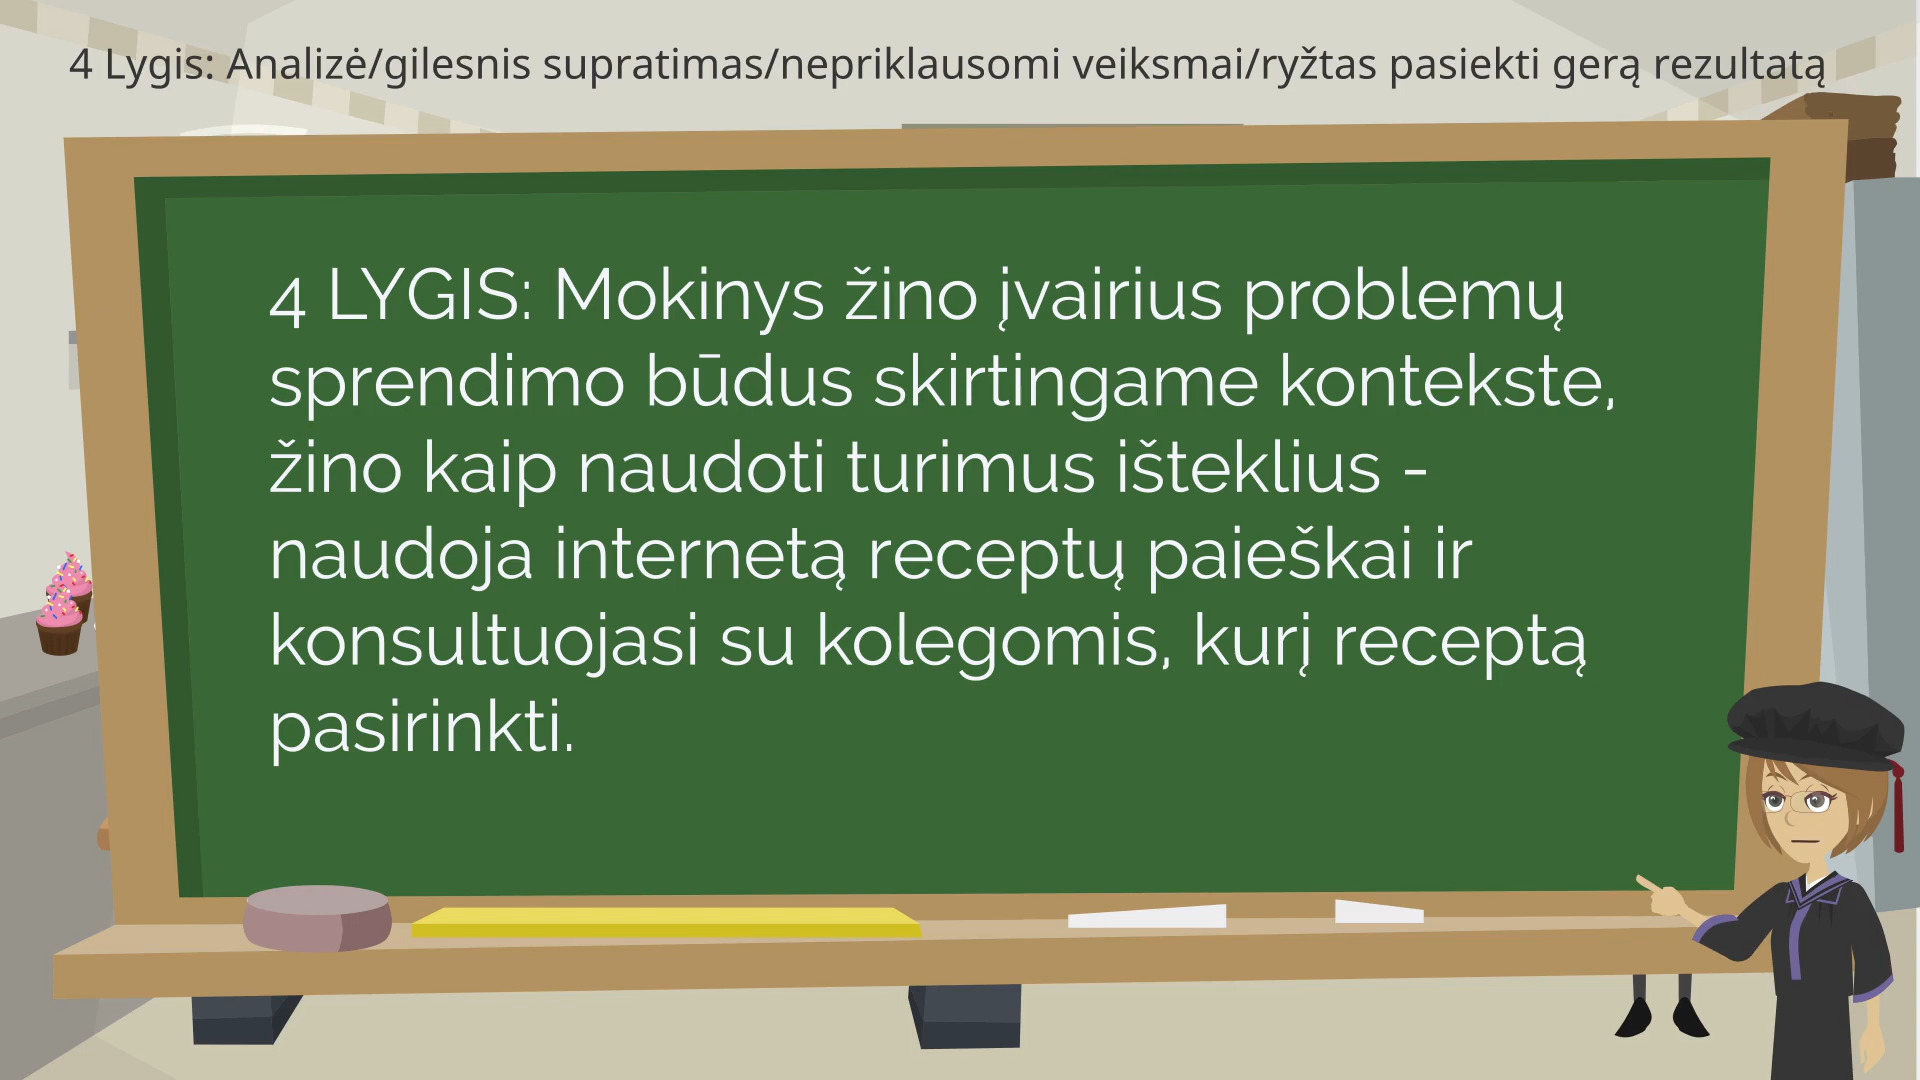 4 Lygis: Analizė/gilesnis supratimas/nepriklausomi veiksmai/ryžtas pasiekti gerą rezultatą
4 LYGIS: Mokinys žino įvairius problemų
sprendimo būdus skirtingame kontekste,
žino kaip naudoti turimus išteklius -
naudoja internetą receptų paieškai ir
konsultuojasi su kolegomis, kurį receptą
pasirinkti.